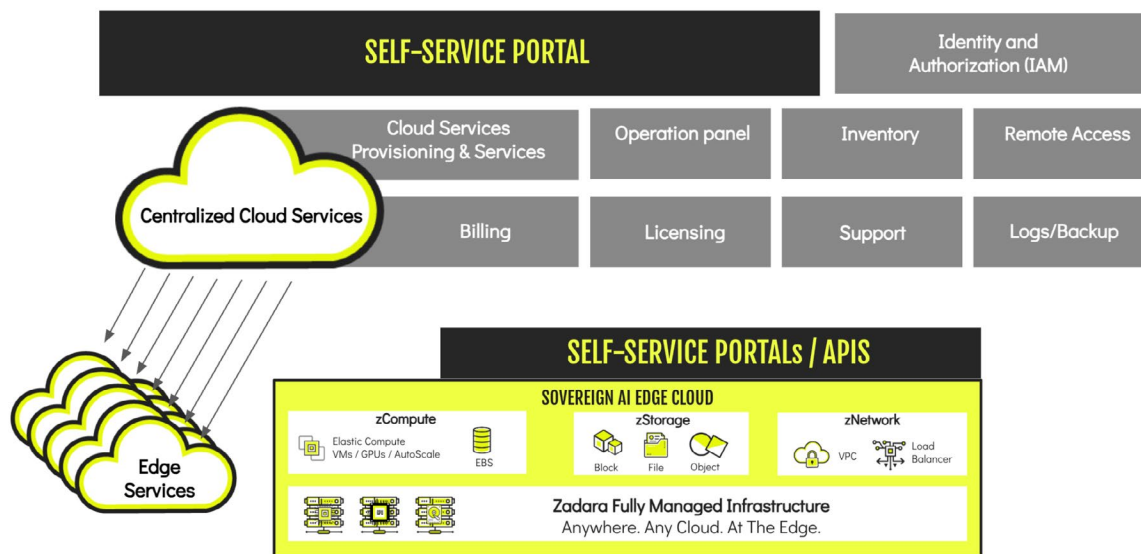 SELF-SERVICE PORTAL
Identity and
Authorization (IAM)
Cloud Services
Provisioning & Services
Operation panel
Inventory
Remote Access
Centralized Cloud Services
Billing
Licensing
Support
Logs/Backup
SELF-SERVICE PORTALs / APIS
SOVEREIGN AI EDGE CLOUD
zCompute
Elastic Compute
VMs / GPUs / AutoScale
EBS
zStorage
Block
File
Object
zNetwork
VPC
Load
Balancer
Edge
Services
Zadara Fully Managed Infrastructure
Anywhere. Any Cloud. At The Edge.